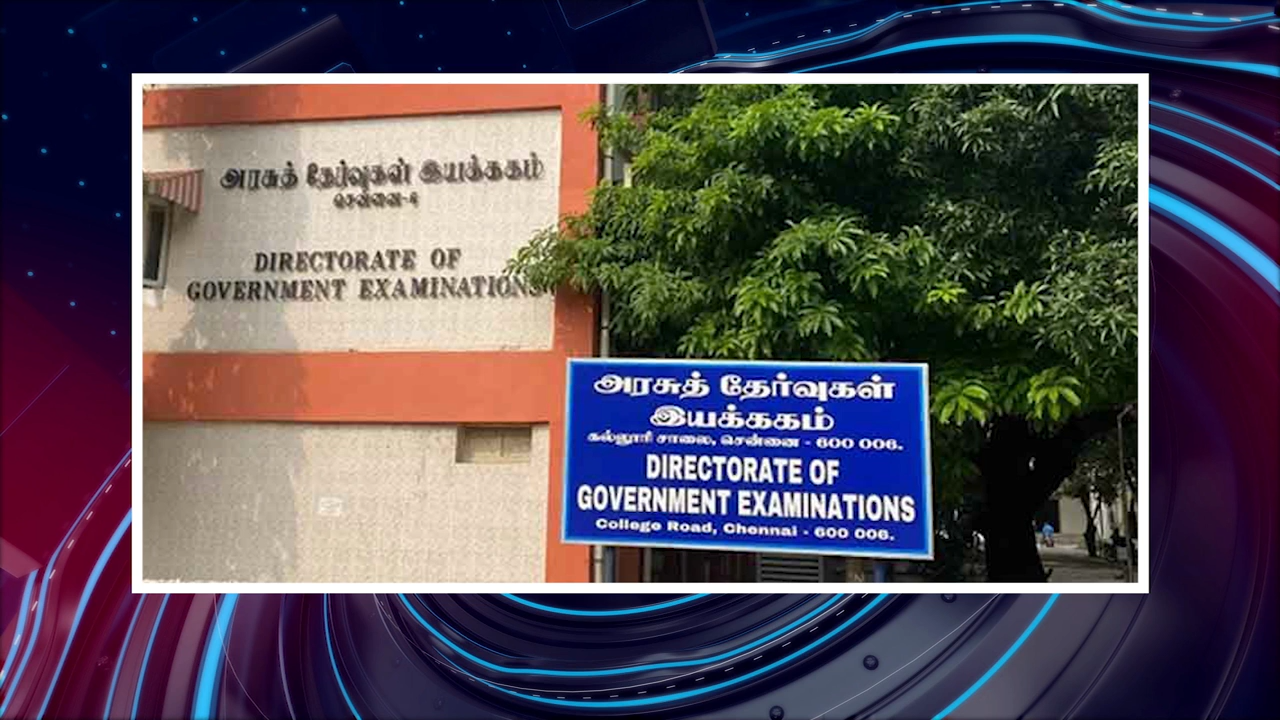 அரசுத் தேர்வுகள் இயக்ககம்
சென்னை-6
DIRECTORATE OF
GOVERNMENT EXAMINATIONS
அரசுத் தேர்வுகள்
இயக்ககம்
கல்லூரி சாலை, சென்னை - 600 006.
DIRECTORATE OF
GOVERNMENT EXAMINATIONS
College Road, Chennai - 600 006.